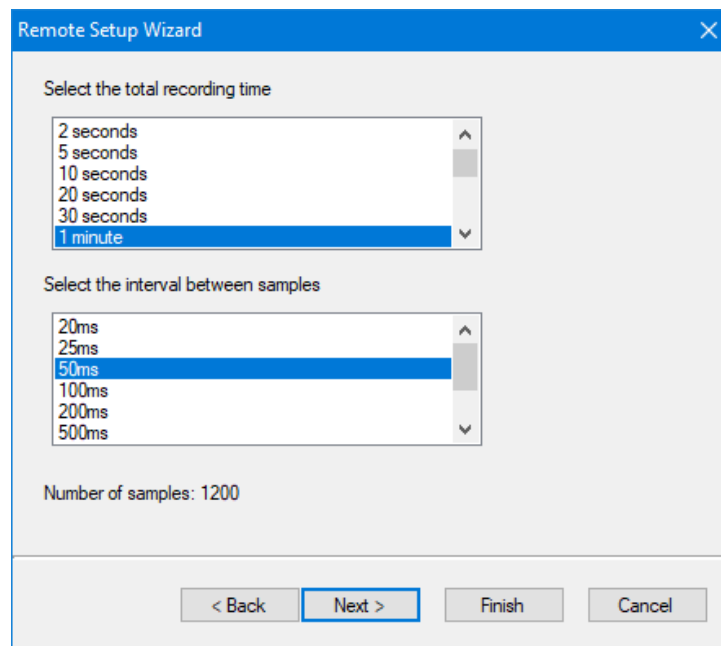 Remote Setup Wizard
Select the total recording time
2 seconds
5 seconds
10 seconds
20 seconds
30 seconds
1 minute
Select the interval between samples
20ms
25ms
50ms
100ms
200ms
500ms
Number of samples: 1200
< Back Next > Finish Cancel